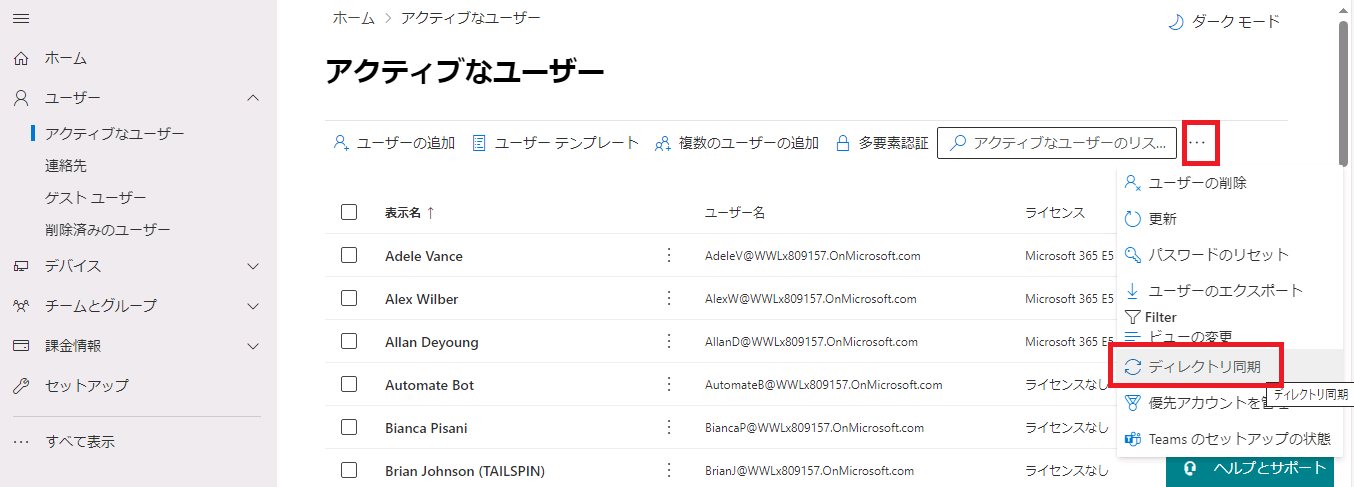 ホーム > アクティブなユーザー
ダーク モード
ホーム
ユーザー
アクティブなユーザー
連絡先
ゲスト ユーザー
削除済みのユーザー
デバイス
チームとグループ
課金情報
セットアップ
… すべて表示
アクティブなユーザー
ユーザーの追加 ユーザー テンプレート 複数のユーザーの追加 多要素認証 アクティブなユーザーのリス... …
表示名 ↑ ユーザー名 ライセンス
Adele Vance AdeleV@WWLx809157.OnMicrosoft.com Microsoft 365 E5
Alex Wilber AlexW@WWLx809157.OnMicrosoft.com Microsoft 365 E5
Allan Deyoung AllanD@WWLx809157.OnMicrosoft.com Microsoft 365 E5
Automate Bot AutomateB@WWLx809157.OnMicrosoft.com ライセンスなし
Bianca Pisani BiancaP@WWLx809157.OnMicrosoft.com ライセンスなし
Brian Johnson (TAILSPIN) BrianJ@WWLx809157.OnMicrosoft.com ライセンスなし
ユーザーの削除
更新
パスワードのリセット
ユーザーのエクスポート
Filter
ビューの変更
ディレクトリ同期
ディレクトリ同期
優先アカウントを管理
Teams のセットアップの状態
ヘルプとサポート